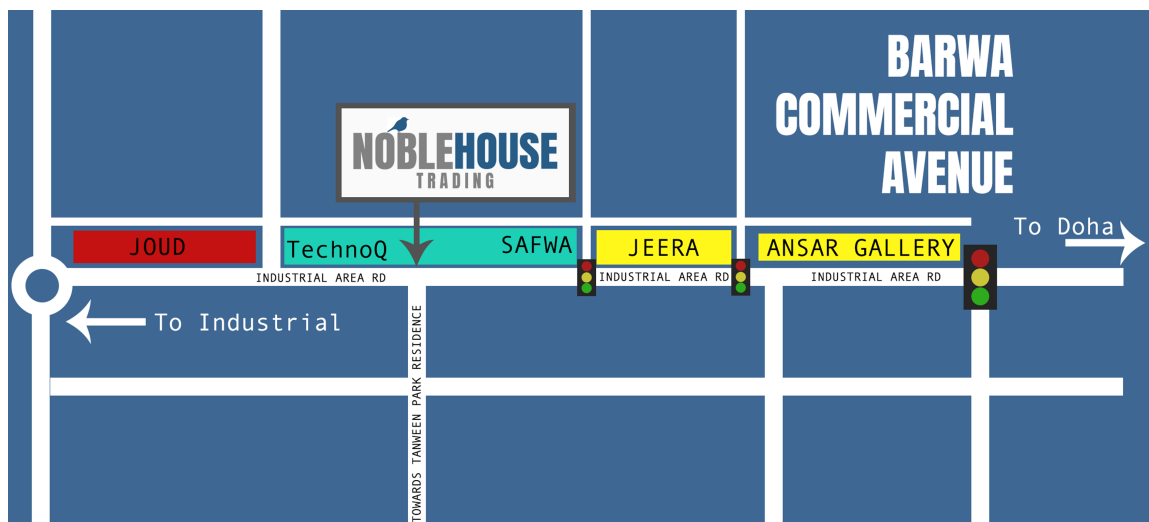 BARWA
COMMERCIAL
AVENUE
NOBLEHOUSE
TRADING
To Doha
JOUD
TechnoQ
SAFWA
JEERA
ANSAR GALLERY
INDUSTRIAL AREA RD
INDUSTRIAL AREA RD
INDUSTRIAL AREA RD
To Industrial
TOWARDS TANWEEN PARK RESIDENCE